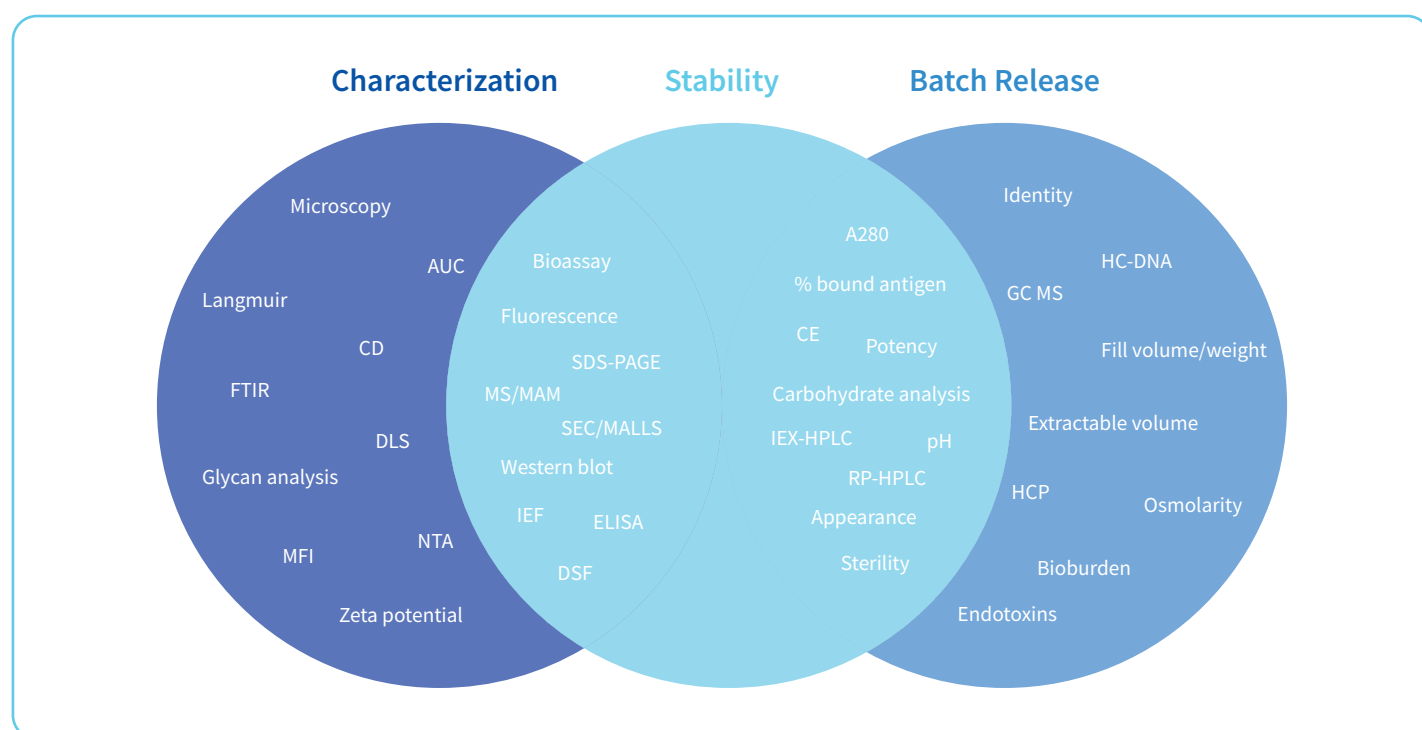 Characterization
Stability
Batch Release
Microscopy
AUC
Langmuir
CD
FTIR
DLS
Glycan analysis
NTA
MFI
Zeta potential
Bioassay
Fluorescence
SDS-PAGE
MS/MAM
SEC/MALLS
Western blot
IEF
ELISA
DSF
A280
% bound antigen
CE
Potency
Carbohydrate analysis
IEX-HPLC
pH
RP-HPLC
Appearance
Sterility
Identity
HC-DNA
GC MS
Fill volume/weight
Extractable volume
HCP
Osmolarity
Bioburden
Endotoxins